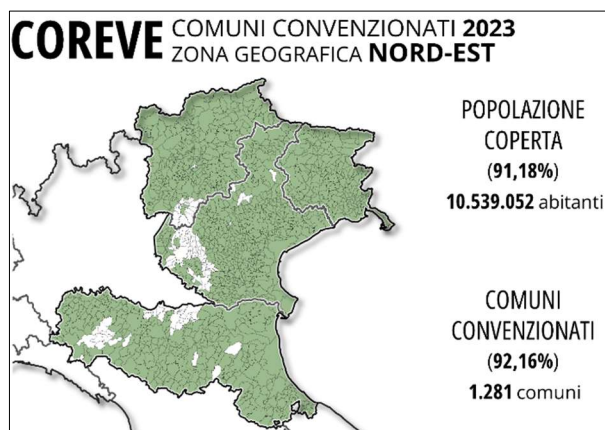 COREVE COMUNI CONVENZIONATI 2023
ZONA GEOGRAFICA NORD-EST
POPOLAZIONE
COPERTA
(91,18%)
10.539.052 abitanti
COMUNI
CONVENZIONATI
(92,16%)
1.281 comuni